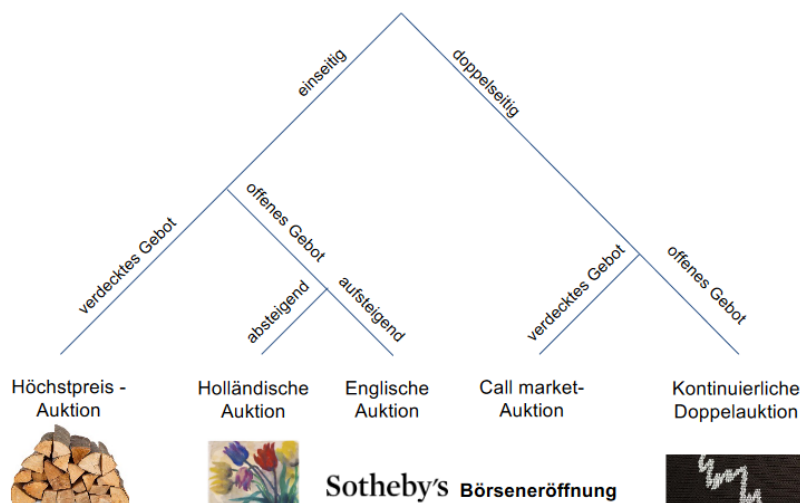 einseitig
doppelseitig
verdecktes Gebot
offenes Gebot
absteigend
aufsteigend
verdecktes Gebot
offenes Gebot
Höchstpreis -
Auktion
Holländische
Auktion
Englische
Auktion
Call market-
Auktion
Kontinuierliche
Doppelauktion
Sotheby's
Börseneröffnung